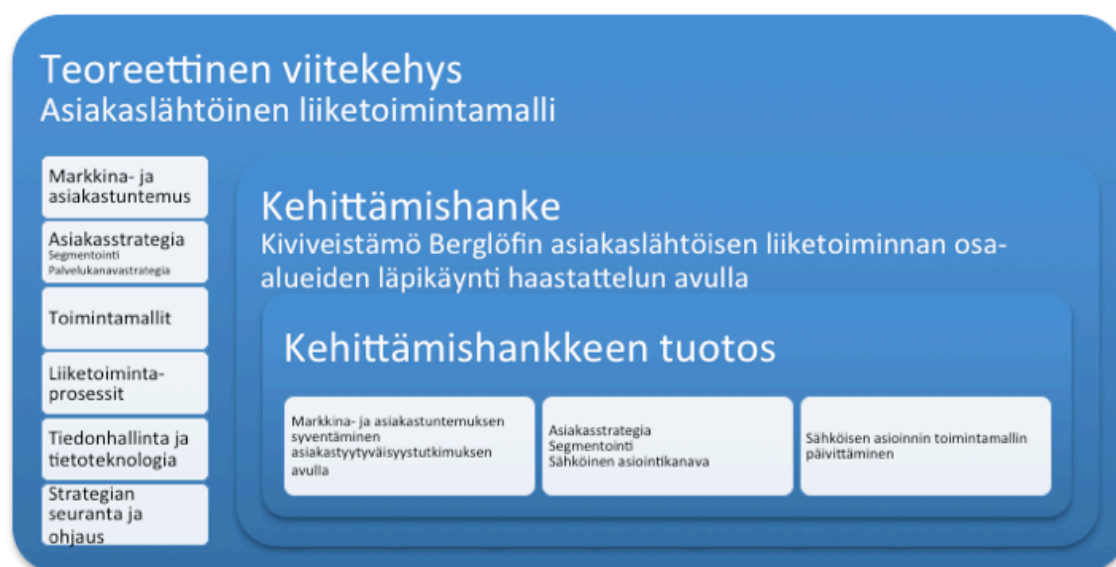 Teoreettinen viitekehys
Asiakaslähtöinen liiketoimintamalli
Markkina- ja
asiakastuntemus
Asiakasstrategia
Segmentointi
Palvelukanavastrategia
Toimintamallit
Liiketoiminta-
prosessit
Tiedonhallinta ja
tietoteknologia
Strategian
seuranta ja
ohjaus
Kehittämishanke
Kiviveistämö Berglöfin asiakaslähtöisen liiketoiminnan osa-
alueiden läpikäynti haastattelun avulla
Kehittämishankkeen tuotos
Markkina- ja asiakastuntemuksen
syventäminen
asiakastyytyväisyystutkimuksen
avulla
Asiakasstrategia
Segmentointi
Sähköinen asiointikanava
Sähköisen asioinnin toimintamallin
päivittäminen